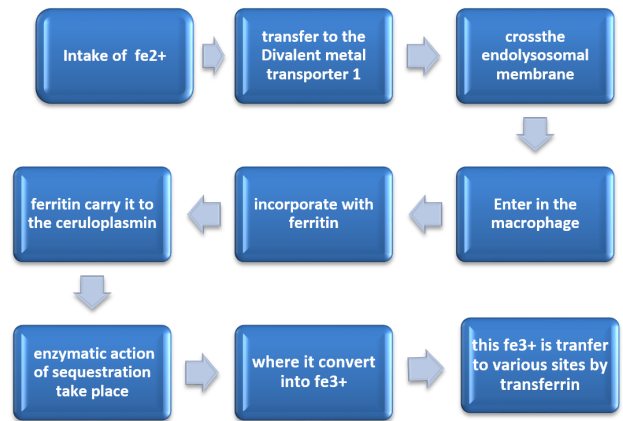 Intake of fe2+
transfer to the
Divalent metal
transporter 1
crossthe
endolysosomal
membrane
Enter in the
macrophage
incorporate with
ferritin
ferritin carry it to
the ceruloplasmin
enzymatic action
of sequestration
take place
where it convert
into fe3+
this fe3+ is tranfer
to various sites by
transferrin